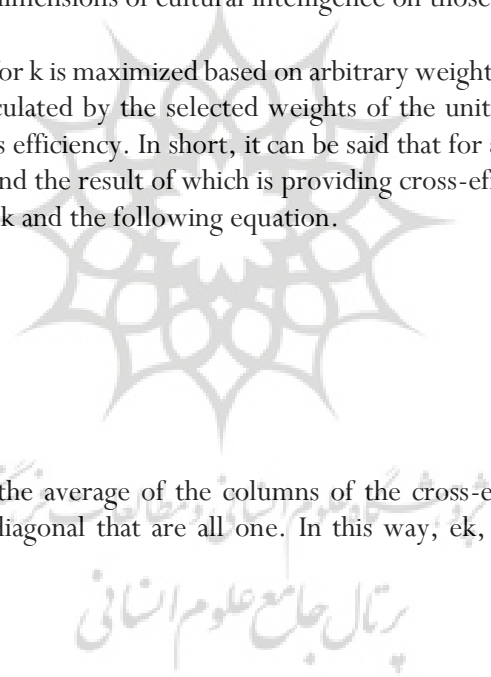 dimensions of cultural intelligence on those
for k is maximized based on arbitrary weight
culated by the selected weights of the unit
s efficiency. In short, it can be said that for a
nd the result of which is providing cross-eff
k and the following equation.
the average of the columns of the cross-e
diagonal that are all one. In this way, ek,
پرتال جامع علوم انسانی